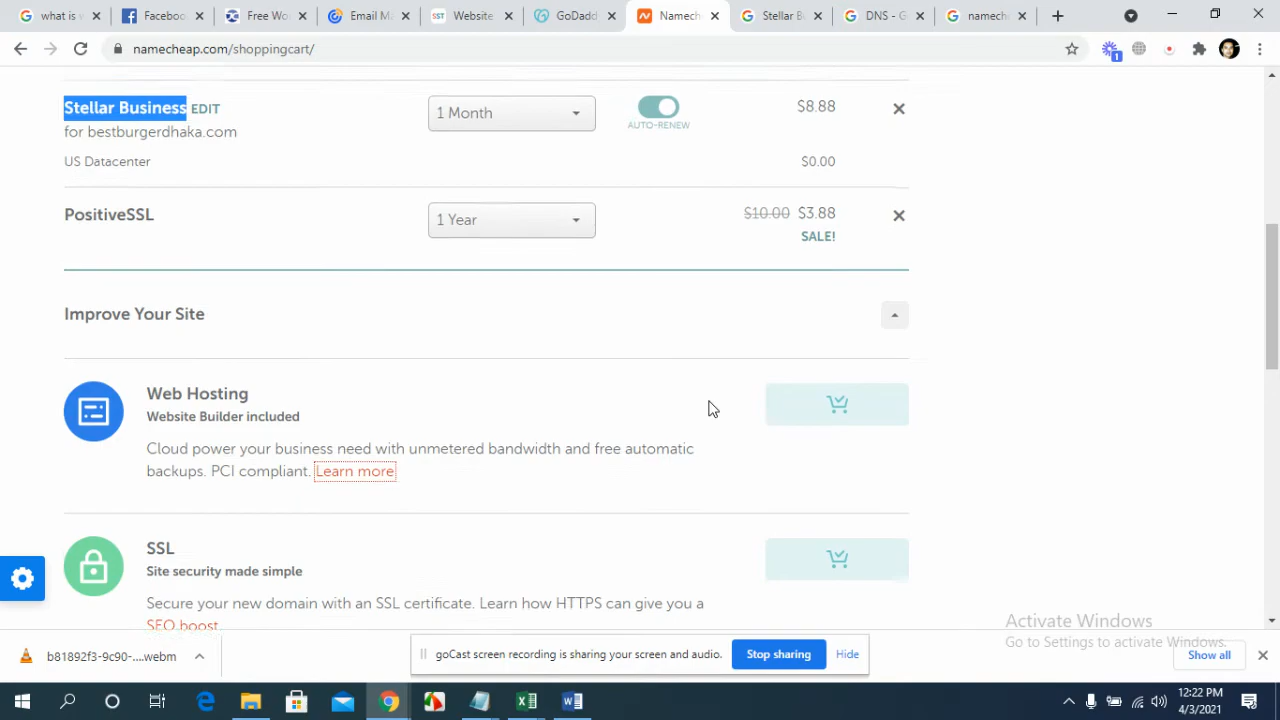 what is w
Facebo
Free Wo
Email Ma
SST Website
GoDadd
Namech
Stellar Bu
DNS - G
namech
namecheap.com/shoppingcart/
1
Stellar Business EDIT
1 Month
AUTO-RENEW
$8.88
for bestburgerdhaka.com
US Datacenter
$0.00
PositiveSSL
1 Year
$10.00 $3.88
SALE!
Improve Your Site
Web Hosting
Website Builder included
Cloud power your business need with unmetered bandwidth and free automatic
backups. PCI compliant. Learn more
SSL
Site security made simple
Secure your new domain with an SSL certificate. Learn how HTTPS can give you a
SEO boost.
Activate Windows
Go to Settings to activate Windows.
b81892f3-9c90-....webm
goCast screen recording is sharing your screen and audio.
Stop sharing
Hide
Show all
12:22 PM
4/3/2021